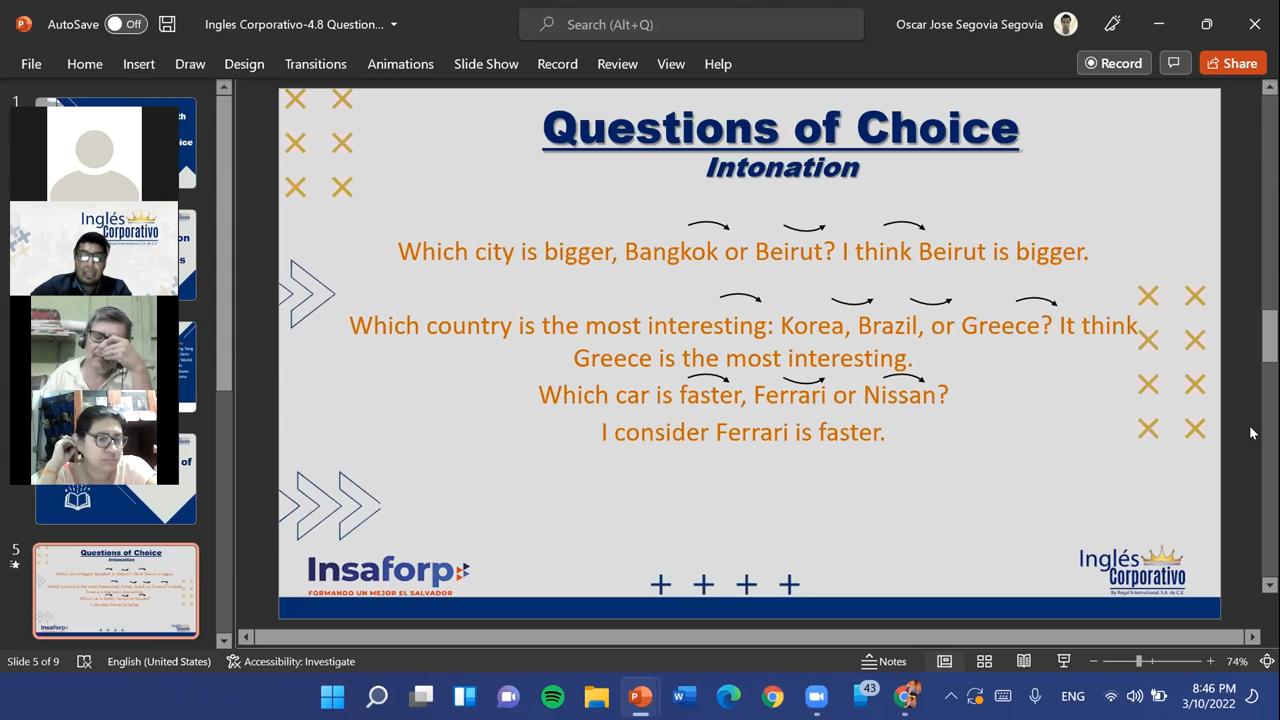 AutoSave Off Ingles Corporativo-4.8 Question... Search (Alt+Q) Oscar Jose Segovia Segovia
File Home Insert Draw Design Transitions Animations Slide Show Record Review View Help Record Share
1
Inglés
Corporativo
5
Questions of Choice
Intonation
Which city is bigger, Bangkok or Beirut? I think Beirut is bigger.
Which country is the most interesting: Korea, Brazil, or Greece? It think
Greece is the most interesting.
Which car is faster, Ferrari or Nissan?
I consider Ferrari is faster.
Insaforp
FORMANDO UN MEJOR EL SALVADOR
Inglés
Corporativo
By Regal International, S.A. de C.V.
Slide 5 of 9 English (United States) Accessibility: Investigate Notes 74%
43 ENG 8:46 PM
3/10/2022